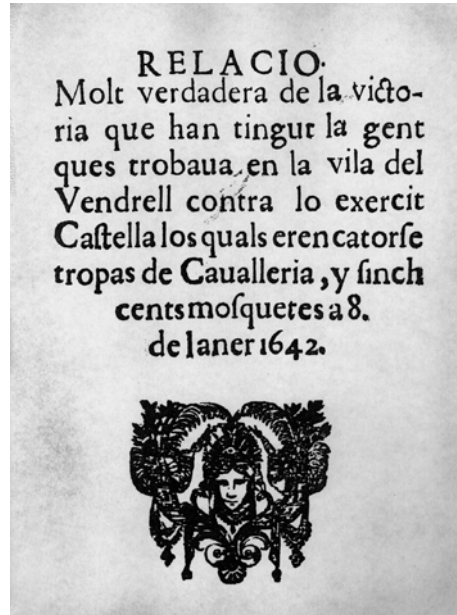 RELACIO.
Molt verdadera de la victo-
ria que han tingut la gent
ques trobaua en la vila del
Vendrell contra lo exercit
Caſtella los quals eren catorſe
tropas de Caualleria, y ſinch
cents moſquetes a 8.
de Ianer 1642.